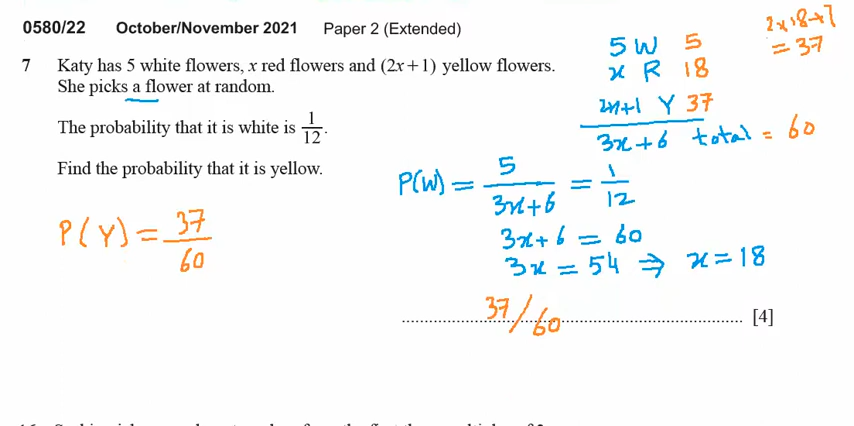 0580/22 October/November 2021 Paper 2 (Extended)
7 Katy has 5 white flowers, x red flowers and (2x + 1) yellow flowers.
She picks a flower at random.
The probability that it is white is 1/12.
Find the probability that it is yellow.
5 W 5
x R 18
2x+1 Y 37
3x+6 total = 60
2x18+1
= 37
P(W) = 5/(3x+6) = 1/12
3x+6 = 60
3x = 54 ⇒ x = 18
P(Y) = 37/60
37/60
[4]